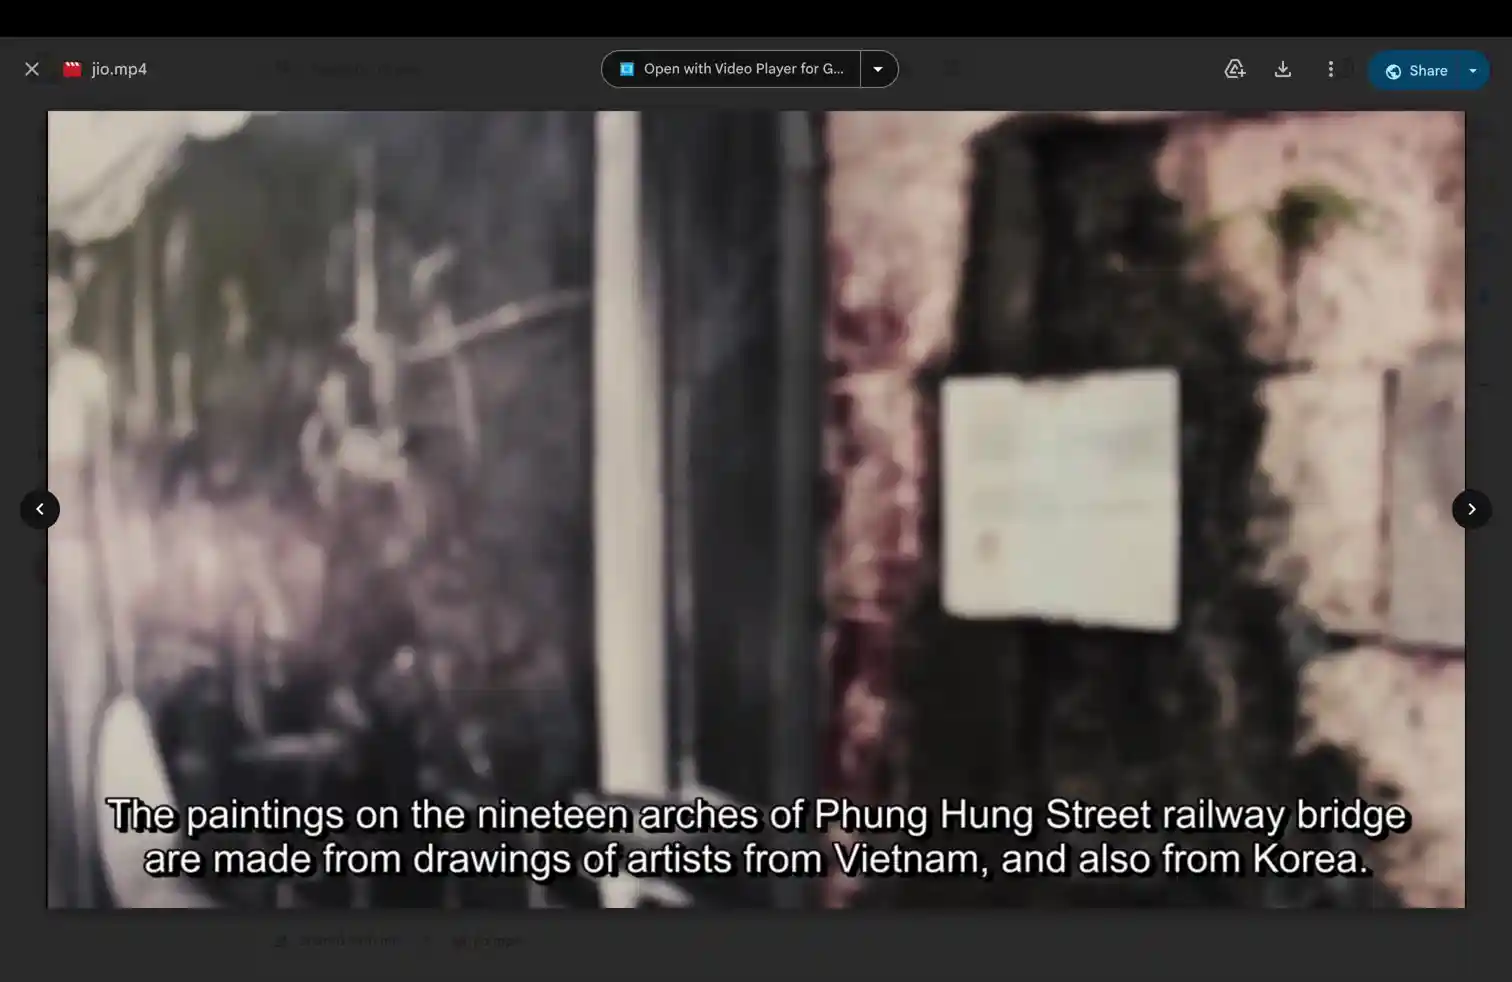 jio.mp4
Open with Video Player for G...
Share
The paintings on the nineteen arches of Phung Hung Street railway bridge
are made from drawings of artists from Vietnam, and also from Korea.